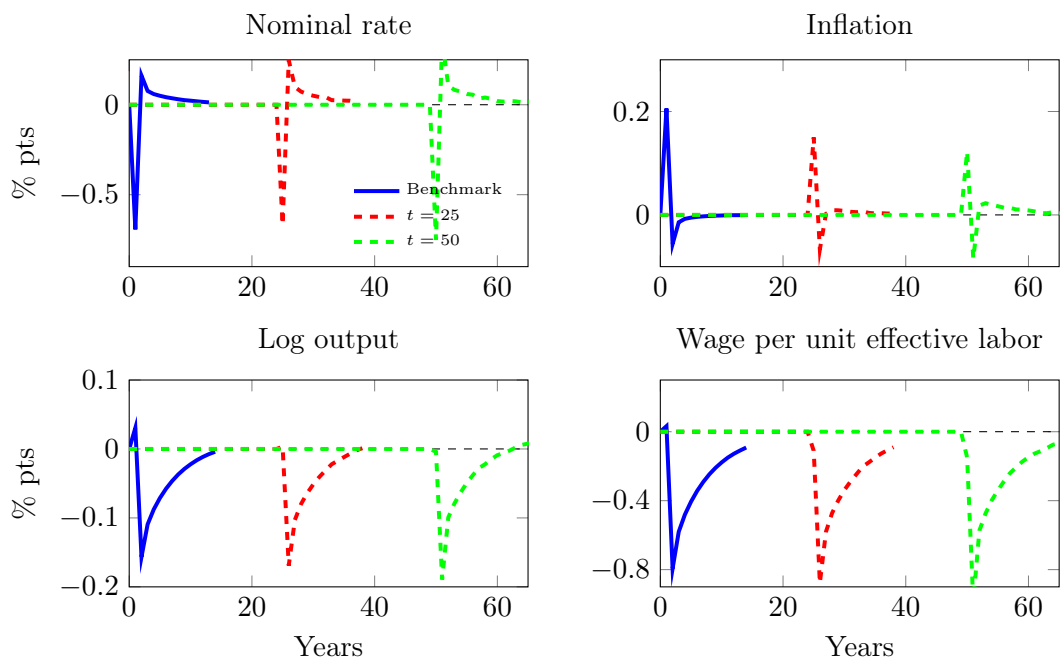 Nominal rate
Inflation
% pts
0
−0.5
0 20 40 60
Benchmark
t = 25
t = 50
0.2
0
0 20 40 60
Log output
Wage per unit effective labor
% pts
0.1
0
−0.1
−0.2
0 20 40 60
Years
0
−0.4
−0.8
0 20 40 60
Years